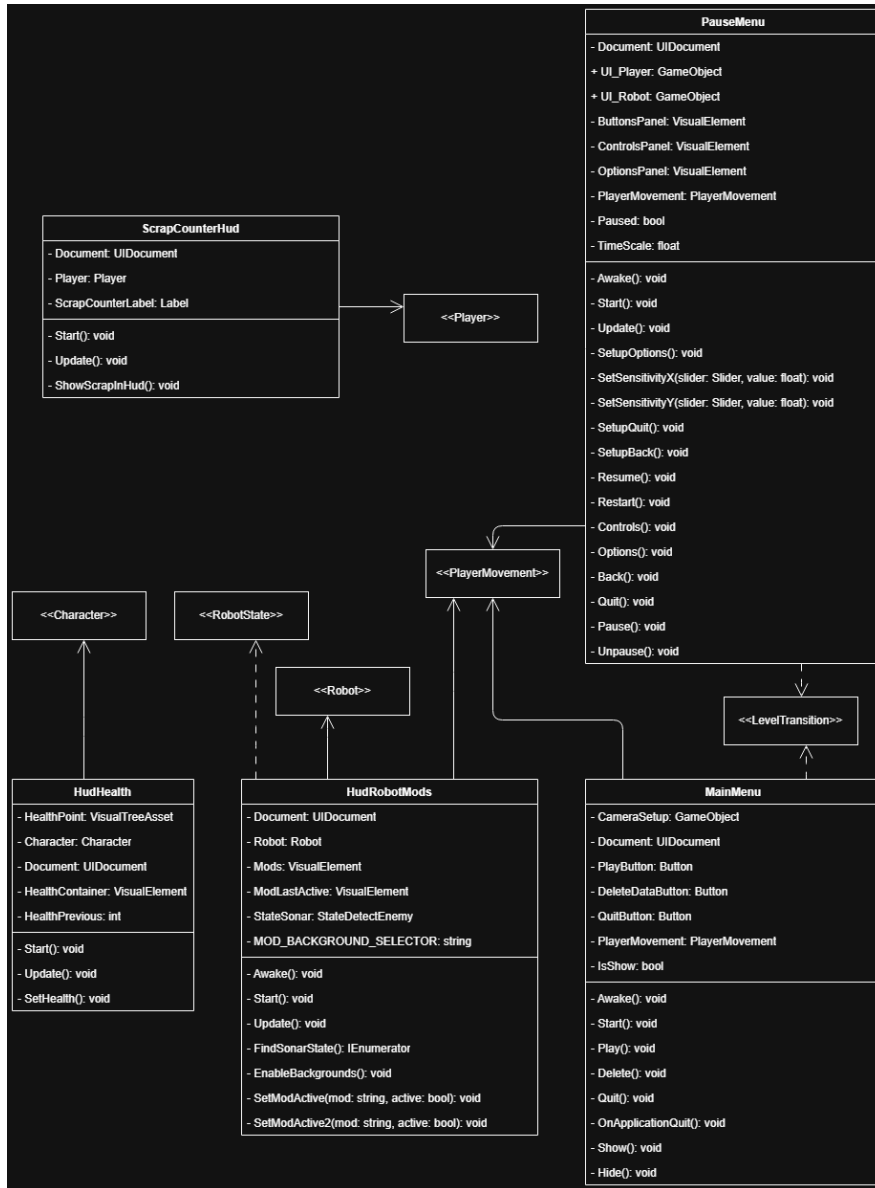 PauseMenu
- Document: UIDocument
+ UI_Player: GameObject
+ UI_Robot: GameObject
- ButtonsPanel: VisualElement
- ControlsPanel: VisualElement
- OptionsPanel: VisualElement
- PlayerMovement: PlayerMovement
- Paused: bool
- TimeScale: float
- Awake(): void
- Start(): void
- Update(): void
- SetupOptions(): void
- SetSensitivityX(slider: Slider, value: float): void
- SetSensitivityY(slider: Slider, value: float): void
- SetupQuit(): void
- SetupBack(): void
- Resume(): void
- Restart(): void
- Controls(): void
- Options(): void
- Back(): void
- Quit(): void
- Pause(): void
- Unpause(): void
ScrapCounterHud
- Document: UIDocument
- Player: Player
- ScrapCounterLabel: Label
- Start(): void
- Update(): void
- ShowScrapInHud(): void
<<Player>>
<<PlayerMovement>>
<<Character>>
<<RobotState>>
<<Robot>>
<<LevelTransition>>
HudHealth
- HealthPoint: VisualTreeAsset
- Character: Character
- Document: UIDocument
- HealthContainer: VisualElement
- HealthPrevious: int
- Start(): void
- Update(): void
- SetHealth(): void
HudRobotMods
- Document: UIDocument
- Robot: Robot
- Mods: VisualElement
- ModLastActive: VisualElement
- StateSonar: StateDetectEnemy
- MOD_BACKGROUND_SELECTOR: string
- Awake(): void
- Start(): void
- Update(): void
- FindSonarState(): IEnumerator
- EnableBackgrounds(): void
- SetModActive(mod: string, active: bool): void
- SetModActive2(mod: string, active: bool): void
MainMenu
- CameraSetup: GameObject
- Document: UIDocument
- PlayButton: Button
- DeleteDataButton: Button
- QuitButton: Button
- PlayerMovement: PlayerMovement
- IsShow: bool
- Awake(): void
- Start(): void
- Play(): void
- Delete(): void
- Quit(): void
- OnApplicationQuit(): void
- Show(): void
- Hide(): void